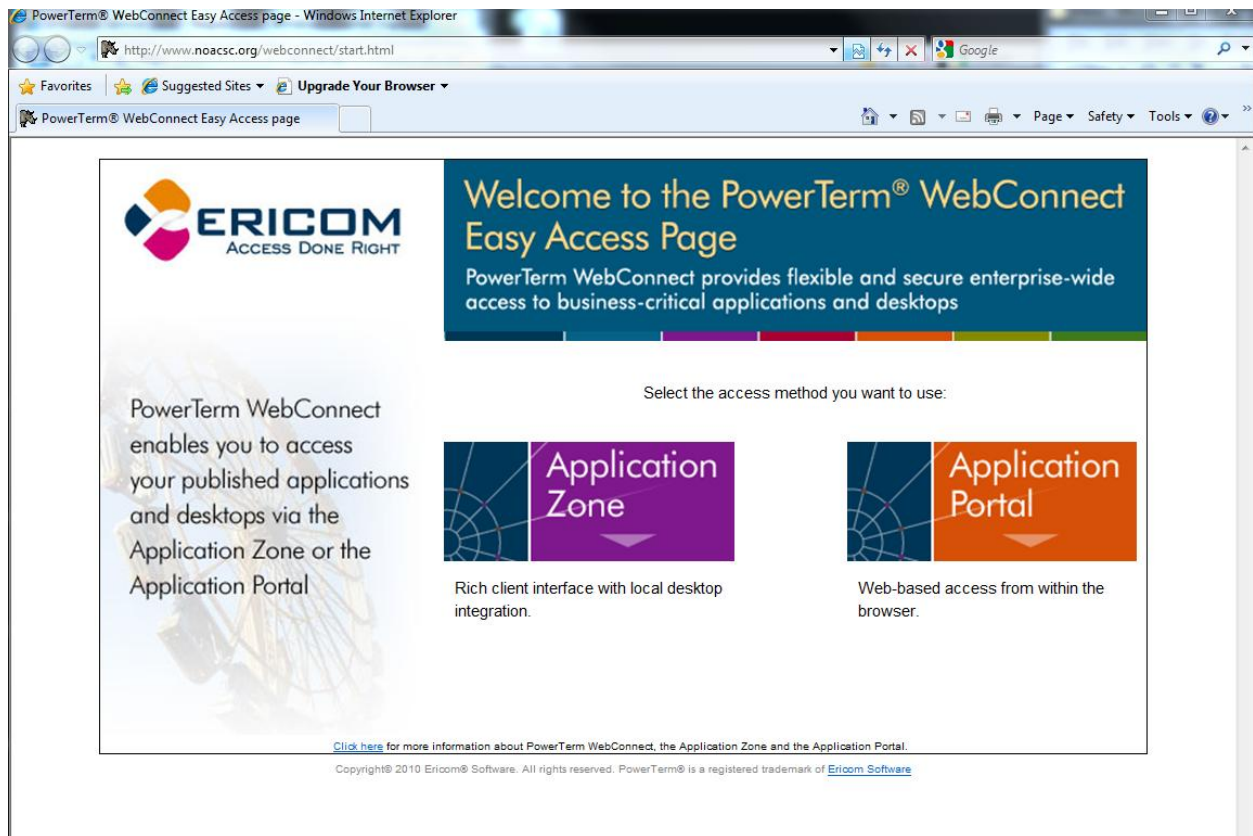 PowerTerm® WebConnect Easy Access page - Windows Internet Explorer
http://www.noacsc.org/webconnect/start.html
Google
Favorites Suggested Sites Upgrade Your Browser
PowerTerm® WebConnect Easy Access page
Page Safety Tools
ERICOM
ACCESS DONE RIGHT
Welcome to the PowerTerm® WebConnect
Easy Access Page
PowerTerm WebConnect provides flexible and secure enterprise-wide
access to business-critical applications and desktops
PowerTerm WebConnect
enables you to access
your published applications
and desktops via the
Application Zone or the
Application Portal
Select the access method you want to use:
Application
Zone
Rich client interface with local desktop
integration.
Application
Portal
Web-based access from within the
browser.
Click here for more information about PowerTerm WebConnect, the Application Zone and the Application Portal.
Copyright© 2010 Ericom® Software. All rights reserved. PowerTerm® is a registered trademark of Ericom Software